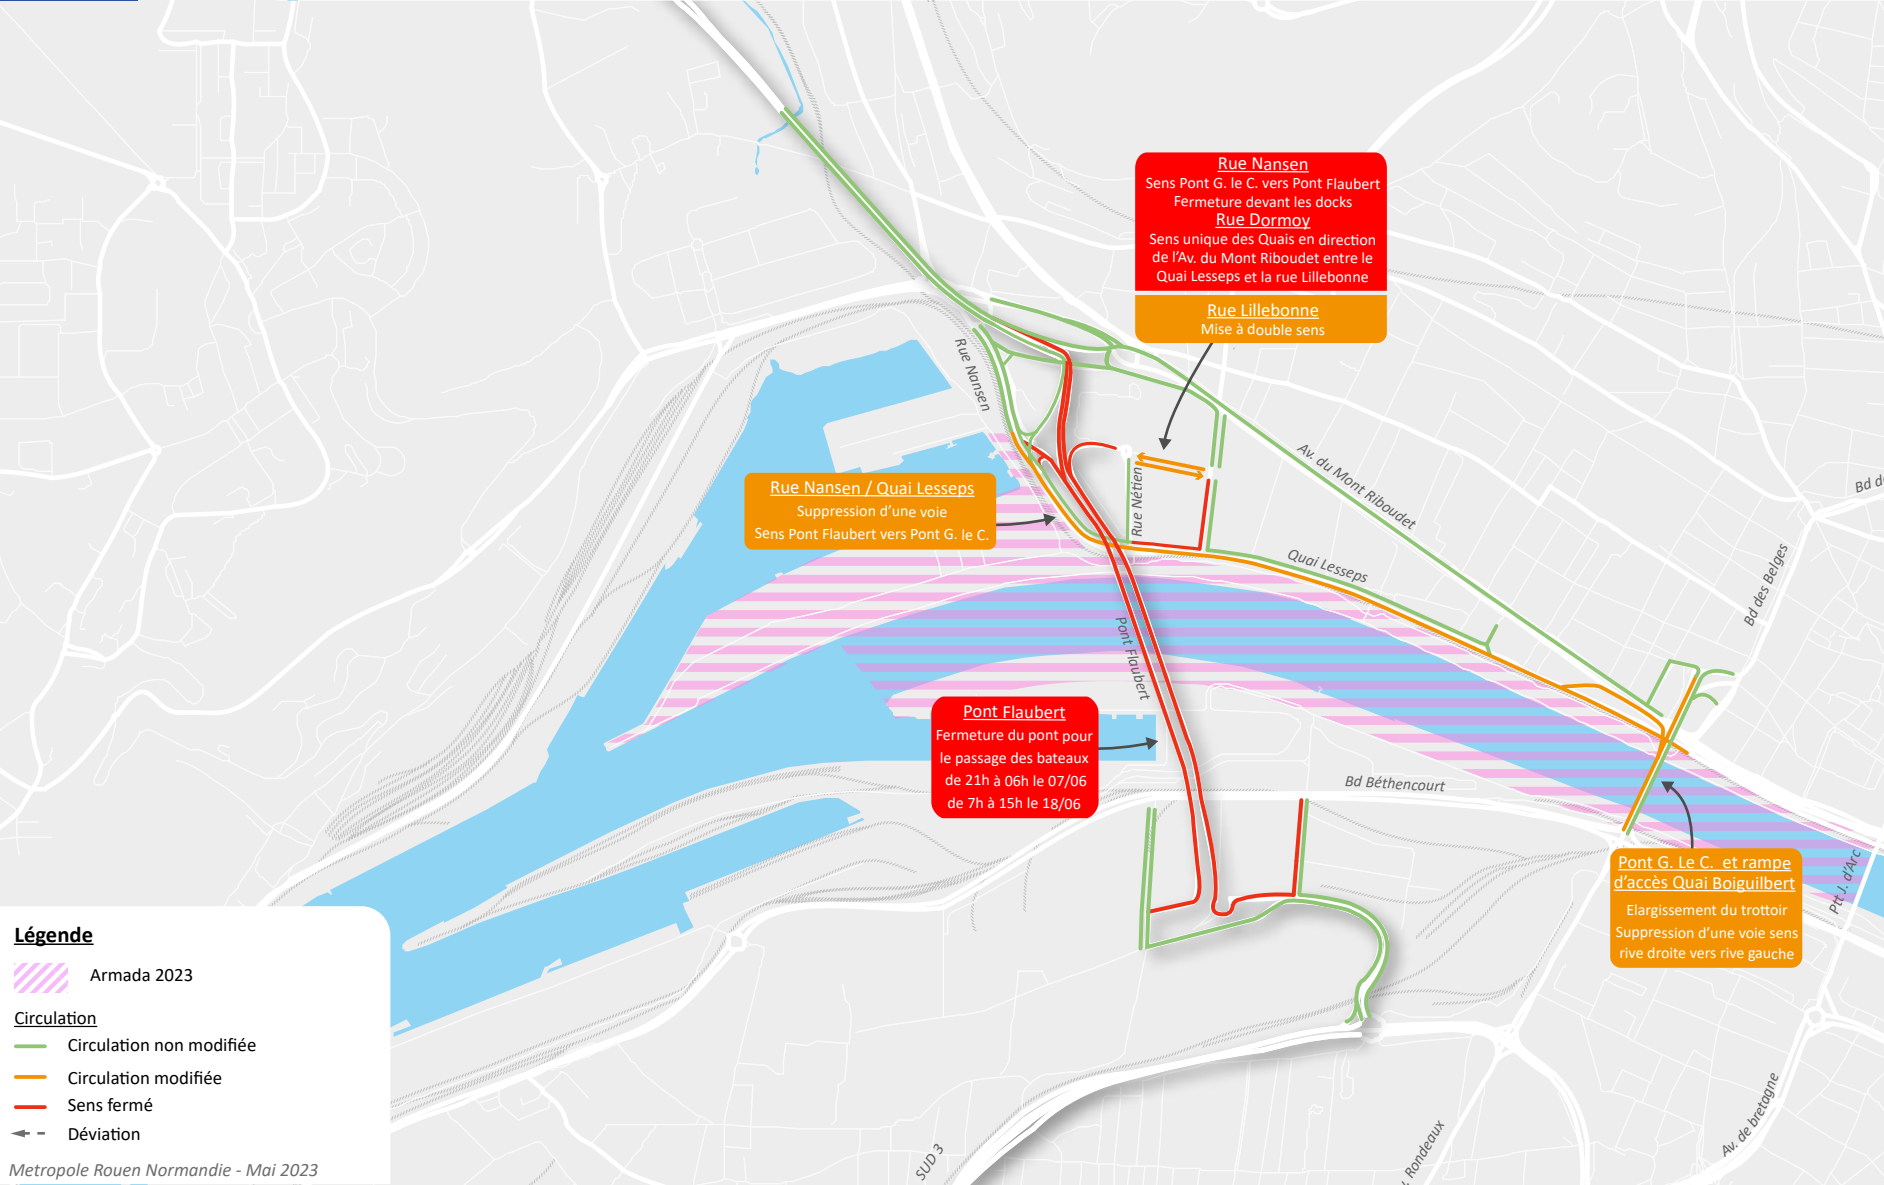 Rue Nansen
Sens Pont G. le C. vers Pont Flaubert
Fermeture devant les docks
Rue Dormoy
Sens unique des Quais en direction
de l'Av. du Mont Riboudet entre le
Quai Lesseps et la rue Lillebonne
Rue Lillebonne
Mise à double sens
Rue Nansen
Av. du Mont Riboudet
Rue Nétien
Bd de
Rue Nansen / Quai Lesseps
Suppression d'une voie
Sens Pont Flaubert vers Pont G. le C.
Quai Lesseps
Bd des Belges
Pont Flaubert
Pont Flaubert
Fermeture du pont pour
le passage des bateaux
de 21h à 06h le 07/06
de 7h à 15h le 18/06
Bd Béthencourt
Pont G. Le C. et rampe
d'accès Quai Boiguilbert
Elargissement du trottoir
Suppression d'une voie sens
rive droite vers rive gauche
Ptt J. d'Arc
Légende
Armada 2023
Circulation
Circulation non modifiée
Circulation modifiée
Sens fermé
Déviation
Metropole Rouen Normandie - Mai 2023
SUD 3
. Rondeaux
Av. de bretagne